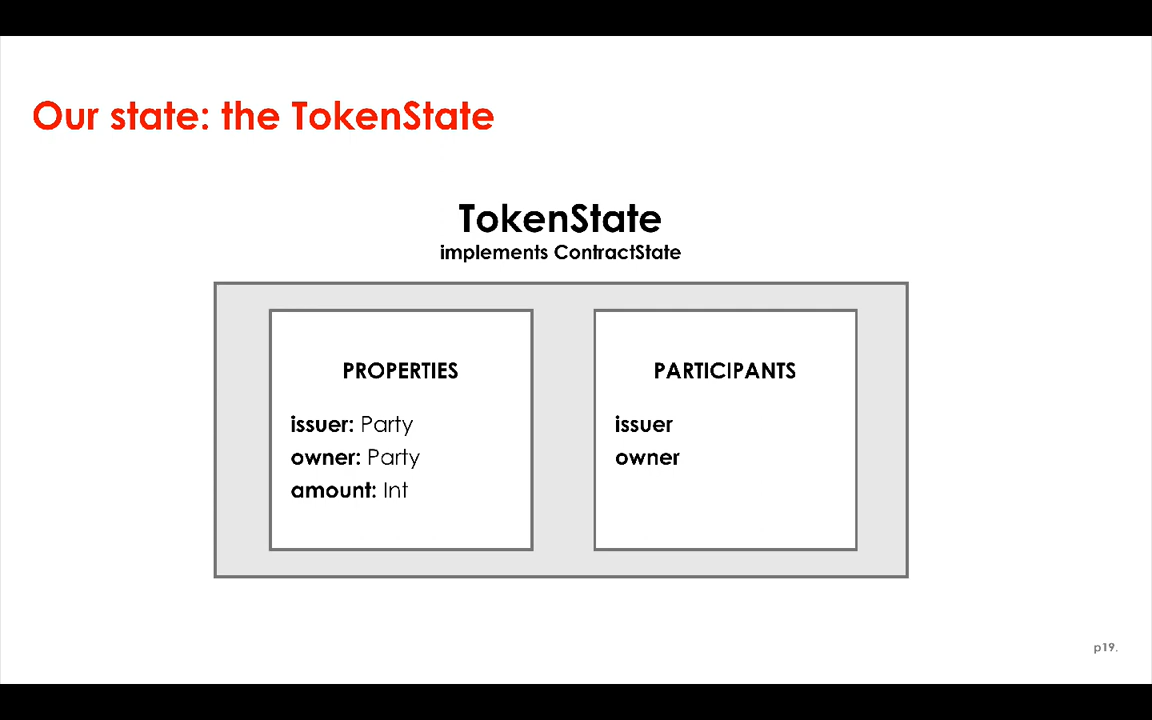 Our state: the TokenState
TokenState
implements ContractState
PROPERTIES
issuer: Party
owner: Party
amount: Int
PARTICIPANTS
issuer
owner
p19.